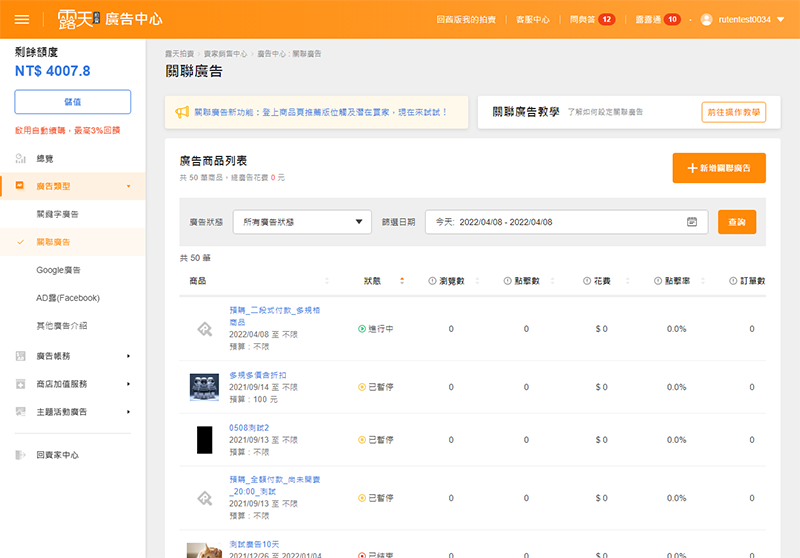 露天 拍賣 廣告中心
回首版我的拍賣
客服中心
問與答 12
露露通 10
rutentest0034
剩餘額度
NT$ 4007.8
儲值
啟用自動續購，最高3%回饋
總覽
廣告類型
關鍵字廣告
關聯廣告
Google廣告
AD露(Facebook)
其他廣告介紹
廣告帳務
商店加值服務
主題活動廣告
回賣家中心
露天拍賣 › 賣家銷售中心 › 廣告中心 : 關聯廣告
關聯廣告
關聯廣告新功能：登上商品頁推薦版位觸及潛在買家，現在來試試！
關聯廣告教學 了解如何設定關聯廣告
前往操作教學
廣告商品列表
共 50 筆商品，總廣告花費 0 元
新增關聯廣告
廣告狀態 所有廣告狀態 篩選日期 今天: 2022/04/08 - 2022/04/08 查詢
共 50 筆
商品 狀態 瀏覽數 點擊數 花費 點擊率 訂單數
預購_二段式付款_多規格
商品
2022/04/08 至 不限
預算：不限
進行中 0 0 $ 0 0.0% 0
多規多價含折扣
2021/09/14 至 不限
預算：100 元
已暫停 0 0 $ 0 0.0% 0
0508測試2
2021/09/13 至 不限
已暫停 0 0 $ 0 0.0% 0
預購_全額付款_尚未開賣
_20:00_測試
2021/09/13 至 不限
預算：不限
已暫停 0 0 $ 0 0.0% 0
測試廣告10天
2021/12/26 至 2022/01/04
已結束 0 0 $ 0 0.0% 0